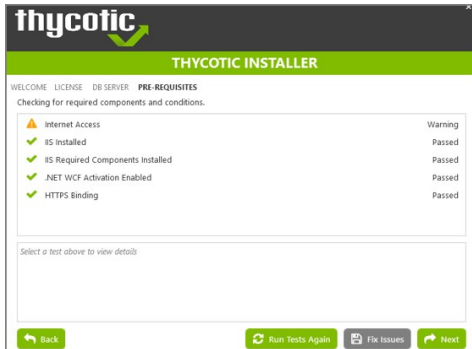 thycotic
THYCOTIC INSTALLER
WELCOME LICENSE DB SERVER PRE-REQUISITES
Checking for required components and conditions.
Internet Access Warning
IIS Installed Passed
IIS Required Components Installed Passed
.NET WCF Activation Enabled Passed
HTTPS Binding Passed
Select a test above to view details
Back Run Tests Again Fix Issues Next